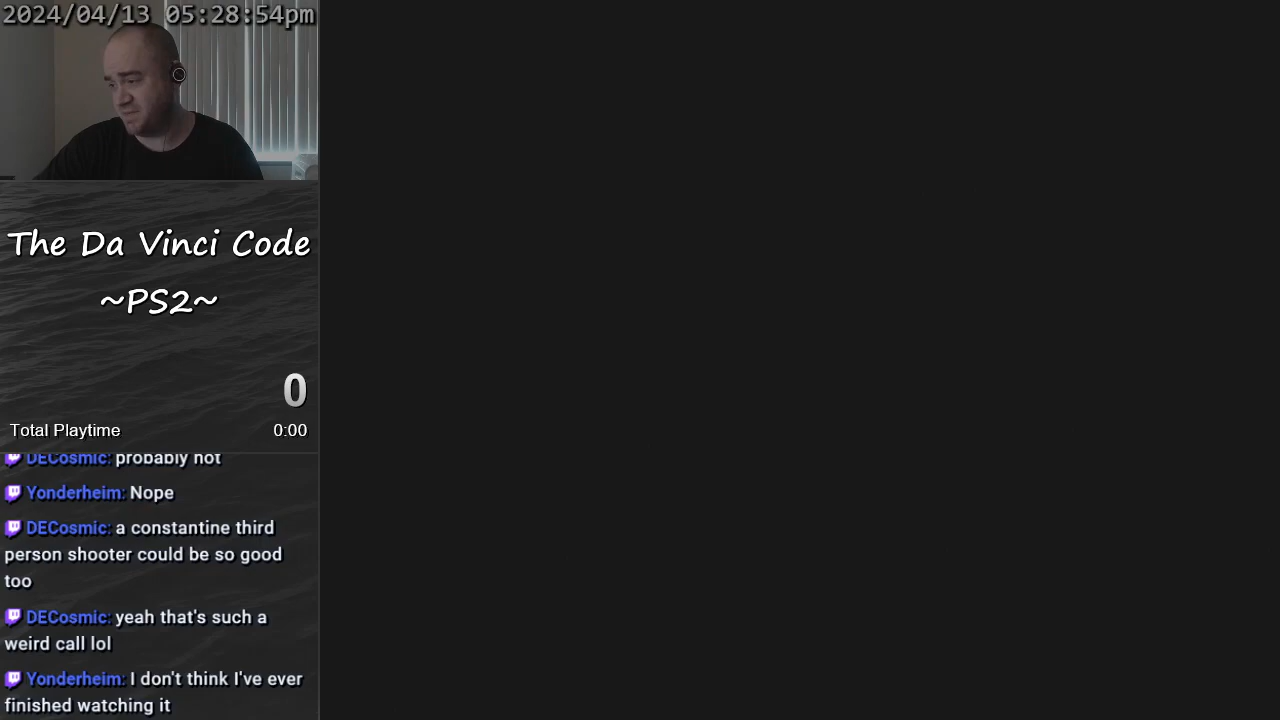 2024/04/13 05:28:54pm
The Da Vinci Code
~PS2~
0
Total Playtime 0:00
DECosmic: probably not
Yonderheim: Nope
DECosmic: a constantine third
person shooter could be so good
too
DECosmic: yeah that's such a
weird call lol
Yonderheim: I don't think I've ever
finished watching it